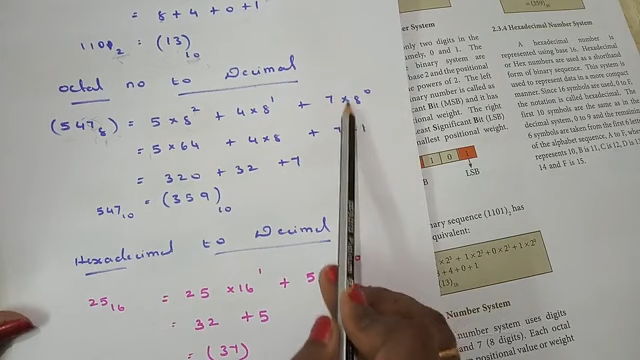 = 8 + 4 + 0 + 1
1101₂ = (13)₁₀
Octal no to Decimal
(547₈) = 5×8² + 4×8¹ + 7×8⁰
= 5×64 + 4×8 +
= 320 + 32 + 7
547₁₀ = (359)₁₀
Hexadecimal to Decimal
25₁₆ = 25 ×16¹ + 5
= 32 + 5
= (37)
= (359)₁₀
System
only two digits in the
namely, 0 and 1. The
binary system are
base 2 and the positional
powers of 2. The left
binary number is called as
cant Bit (MSB) and it has
itional weight. The right
Least Significant Bit (LSB)
smallest positional weight.
1 0 1
LSB
nary sequence (1101)₂ has
equivalent:
× 2³ + 1 × 2² + 0 × 2¹ + 1 × 2⁰
+ 4 + 0 + 1
(13)₁₀
Number System
number system uses digits
and 7 (8 digits). Each octal
positional value or weight
2.3.4 Hexadecimal Number System
A hexadecimal number is
represented using base 16. Hexadecimal
or Hex numbers are used as a shorthand
form of binary sequence. This system is
used to represent data in a more compact
manner. Since 16 symbols are used, 0 to F,
the notation is called hexadecimal. The
first 10 symbols are the same as in the
decimal system, 0 to 9 and the remaining
6 symbols are taken from the first 6 letters
of the alphabet sequence, A to F, where
represents 10, B is 11, C is 12, D is 13
14 and F is 15.